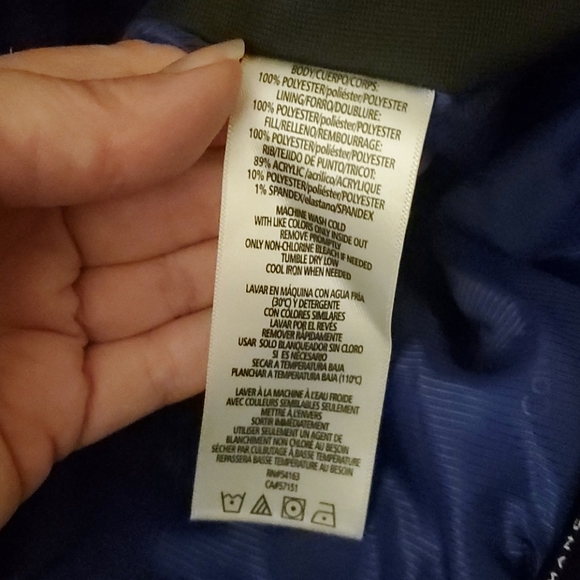 BODY/CUERPO/CORPS:
100% POLYESTER/poliéster/POLYESTER
LINING/FORRO/DOUBLURE:
100% POLYESTER/poliéster/POLYESTER
FILL/RELLENO/REMBOURRAGE:
100% POLYESTER/poliéster/POLYESTER
RIB/TEJIDO DE PUNTO/TRICOT:
89% ACRYLIC/acrílico/ACRYLIQUE
10% POLYESTER/poliéster/POLYESTER
1% SPANDEX/elastano/SPANDEX
MACHINE WASH COLD
WITH LIKE COLORS ONLY INSIDE OUT
REMOVE PROMPTLY
ONLY NON-CHLORINE BLEACH IF NEEDED
TUMBLE DRY LOW
COOL IRON WHEN NEEDED
LAVAR EN MÁQUINA CON AGUA FRÍA
(30°C) Y DETERGENTE
CON COLORES SIMILARES
LAVAR POR EL REVÉS
REMOVER RÁPIDAMENTE
USAR SOLO BLANQUEADOR SIN CLORO
SI ES NECESARIO
SECAR A TEMPERATURA BAJA
PLANCHAR A TEMPERATURA BAJA (110°C)
LAVER À LA MACHINE À L'EAU FROIDE
AVEC COULEURS SEMBLABLES SEULEMENT
METTRE À L'ENVERS
SORTIR IMMÉDIATEMENT
UTILISER SEULEMENT UN AGENT DE
BLANCHIMENT NON CHLORÉ AU BESOIN
SÉCHER PAR CULBUTAGE À BASSE TEMPÉRATURE
REPASSER À BASSE TEMPÉRATURE AU BESOIN
RN#54163
CA#57151